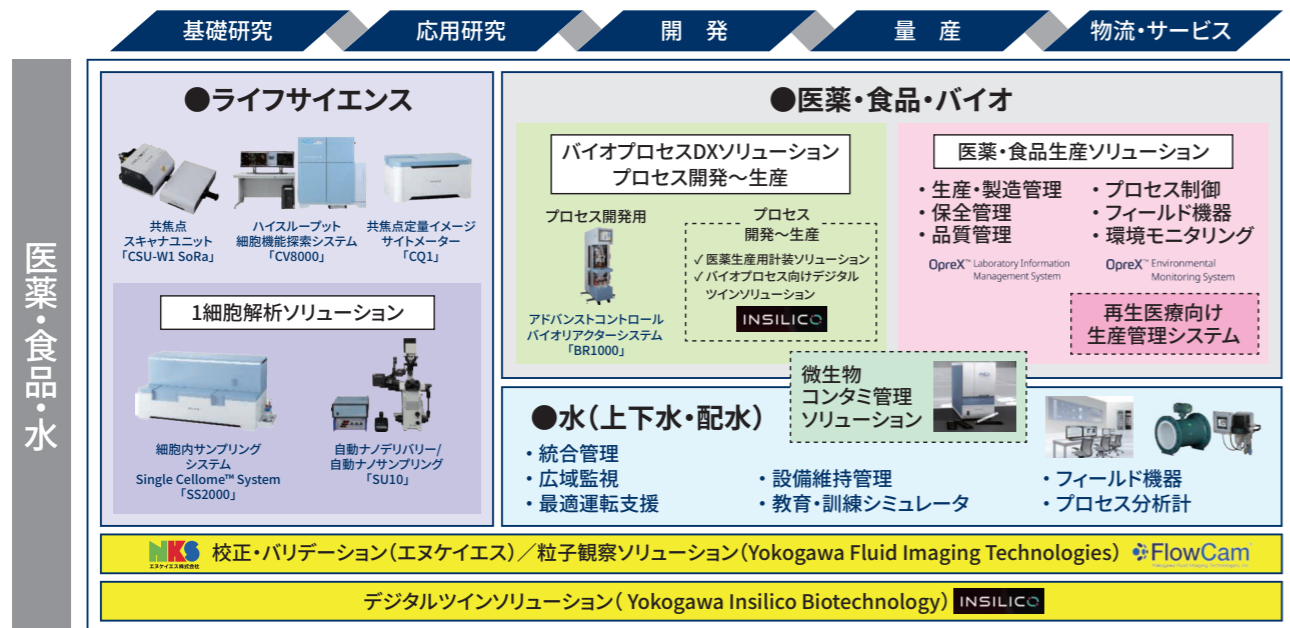 基礎研究
応用研究
開　発
量　産
物流・サービス
医薬・食品・水
●ライフサイエンス
共焦点
スキャナユニット
「CSU-W1 SoRa」
ハイスループット
細胞機能探索システム
「CV8000」
共焦点定量イメージ
サイトメーター
「CQ1」
1細胞解析ソリューション
細胞内サンプリング
システム
Single Cellome™ System
「SS2000」
自動ナノデリバリー/
自動ナノサンプリング
「SU10」
●医薬・食品・バイオ
バイオプロセスDXソリューション
プロセス開発〜生産
プロセス開発用
アドバンストコントロール
バイオリアクターシステム
「BR1000」
プロセス
開発〜生産
✓医薬生産用計装ソリューション
✓バイオプロセス向けデジタル
ツインソリューション
INSILICO
医薬・食品生産ソリューション
・生産・製造管理
・保全管理
・品質管理
・プロセス制御
・フィールド機器
・環境モニタリング
OpreX™ Laboratory Information
Management System
OpreX™ Environmental
Monitoring System
再生医療向け
生産管理システム
微生物
コンタミ管理
ソリューション
●水（上下水・配水）
・統合管理
・広域監視
・最適運転支援
・設備維持管理
・教育・訓練シミュレータ
・フィールド機器
・プロセス分析計
NKS
エヌケイエス株式会社
校正・バリデーション（エヌケイエス）／粒子観察ソリューション（Yokogawa Fluid Imaging Technologies）
FlowCam
Yokogawa Fluid Imaging Technologies, Inc.
デジタルツインソリューション（ Yokogawa Insilico Biotechnology）
INSILICO